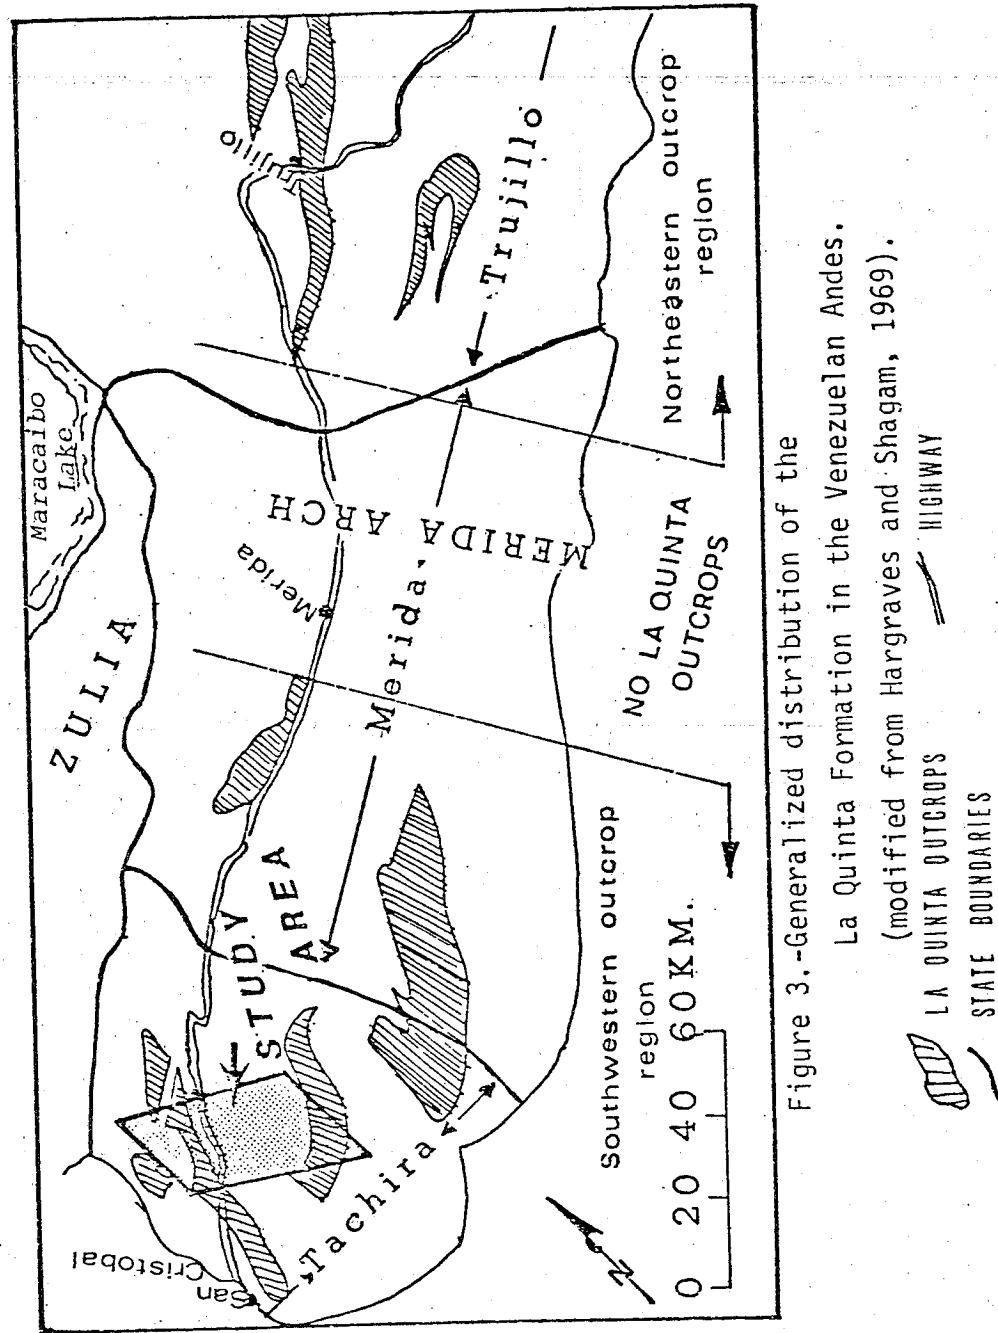 Maracaibo
Lake
ZULIA
Trujillo
Trujillo
Merida
MERIDA ARCH
Merida
STUDY
AREA
San
Cristobal
Tachira
Northeastern outcrop
region
NO LA QUINTA
OUTCROPS
Southwestern outcrop
region
N
0 20 40 60KM.
Figure 3.-Generalized distribution of the
La Quinta Formation in the Venezuelan Andes.
(modified from Hargraves and Shagam, 1969).
LA QUINTA OUTCROPS
HIGHWAY
STATE BOUNDARIES